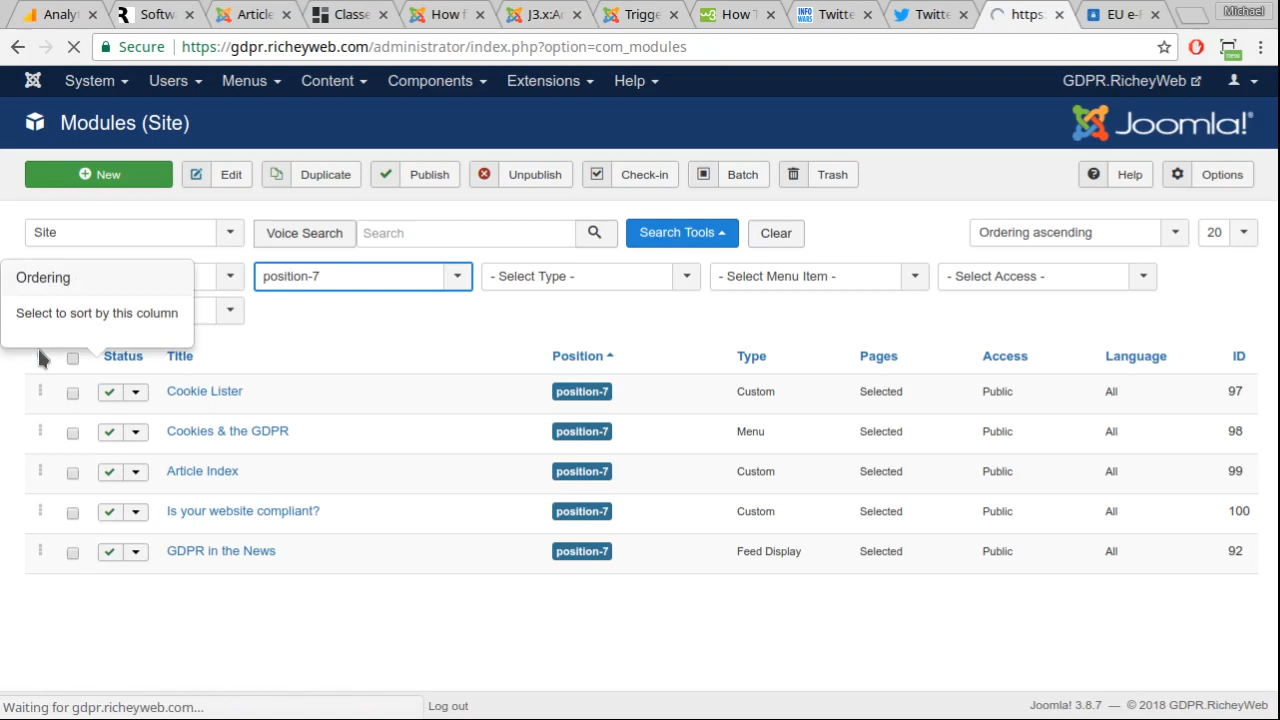 Analyt
Softwa
Article
Classe
How f
J3.x:Ac
Trigge
How T
INFO WARS
Twitte
Twitte
https
EU e-
Michael
Secure
https://gdpr.richeyweb.com/administrator/index.php?option=com_modules
new
System
Users
Menus
Content
Components
Extensions
Help
GDPR.RicheyWeb
Modules (Site)
Joomla!®
New
Edit
Duplicate
Publish
Unpublish
Check-in
Batch
Trash
Help
Options
Site
Voice Search
Search
Search Tools
Clear
Ordering ascending
20
Ordering
Select to sort by this column
position-7
- Select Type -
- Select Menu Item -
- Select Access -
Status
Title
Position
Type
Pages
Access
Language
ID
Cookie Lister
position-7
Custom
Selected
Public
All
97
Cookies & the GDPR
position-7
Menu
Selected
Public
All
98
Article Index
position-7
Custom
Selected
Public
All
99
Is your website compliant?
position-7
Custom
Selected
Public
All
100
GDPR in the News
position-7
Feed Display
Selected
Public
All
92
Waiting for gdpr.richeyweb.com...
Log out
Joomla! 3.8.7 — © 2018 GDPR.RicheyWeb